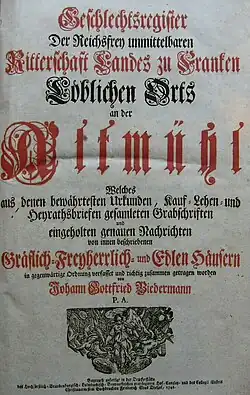 Geschlechtsregister
Der Reichsfrey unmittelbaren
Ritterschaft Landes zu Francken
Löblichen Orts
an der
Altmühl
Welches
aus denen bewährtesten Urkunden, Kauf- Lehen- und
Heyrathsbriefen gesamleten Grabschriften
und
eingeholten genauen Nachrichten
von innen beschriebenen
Gräflich- Freyherrlich- und Edlen Häusern
in gegenwärtige Ordnung verfasset und richtig zusammen getragen worden
von
Johann Gottfried Biedermann
P. A.